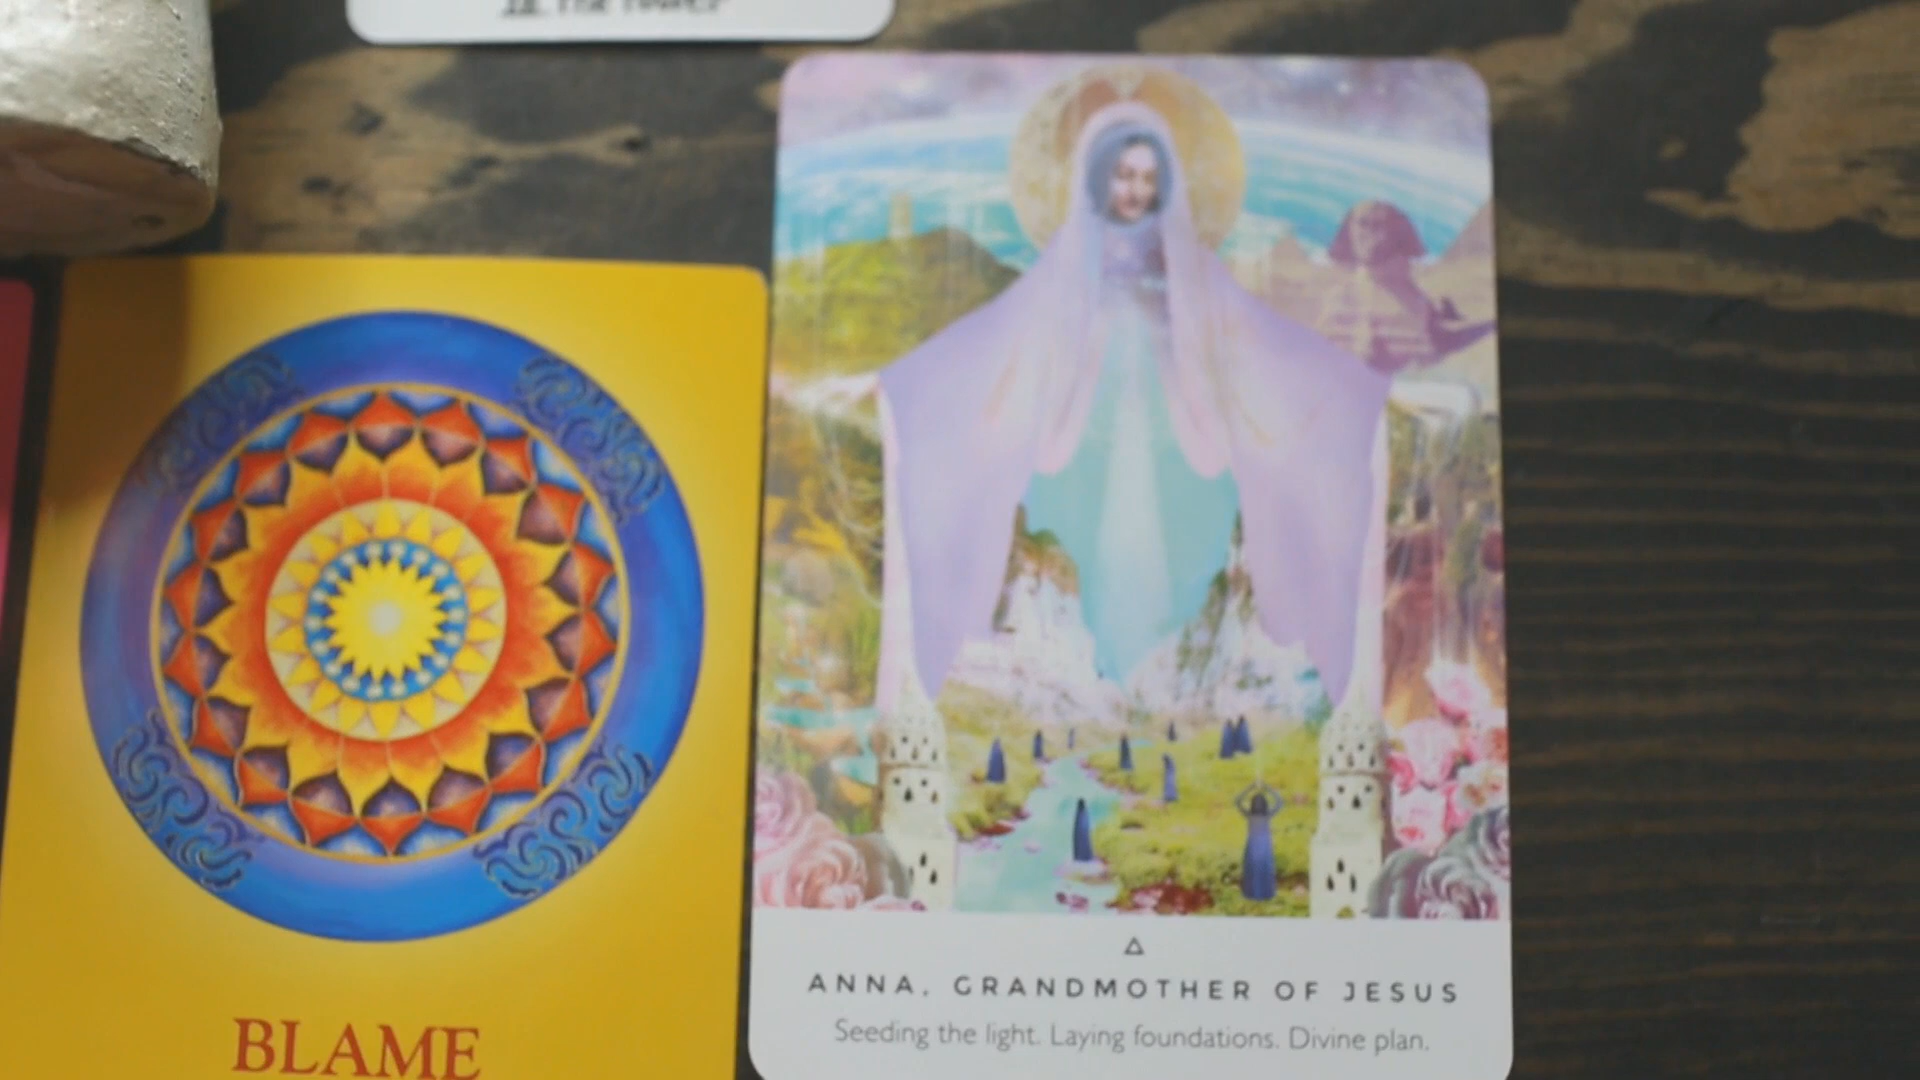 BLAME
ANNA, GRANDMOTHER OF JESUS
Seeding the light. Laying foundations. Divine plan.